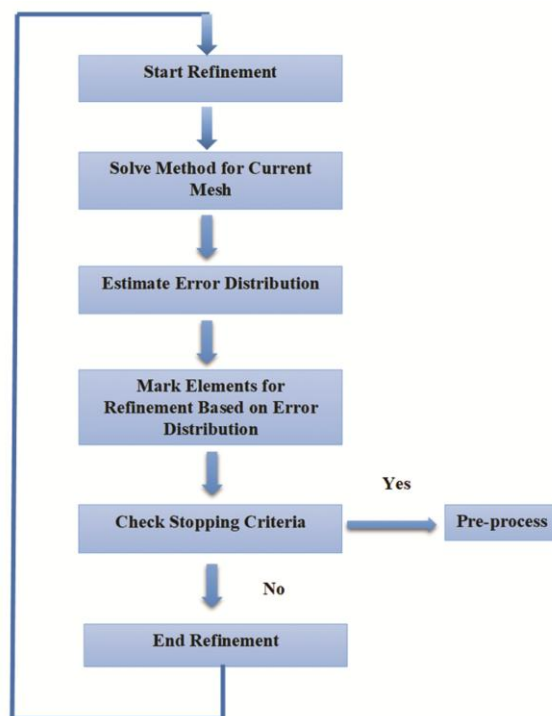 Start Refinement
Solve Method for Current
Mesh
Estimate Error Distribution
Mark Elements for
Refinement Based on Error
Distribution
Yes
Check Stopping Criteria
Pre-process
No
End Refinement